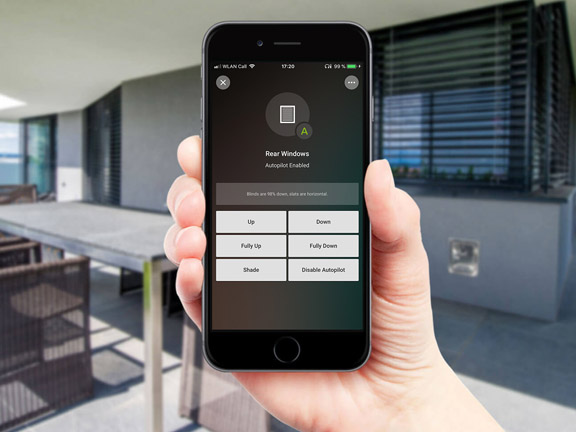 WLAN Call 17:20 99 %
A
Rear Windows
Autopilot Enabled
Blinds are 98% down, slats are horizontal.
Up Down
Fully Up Fully Down
Shade Disable Autopilot